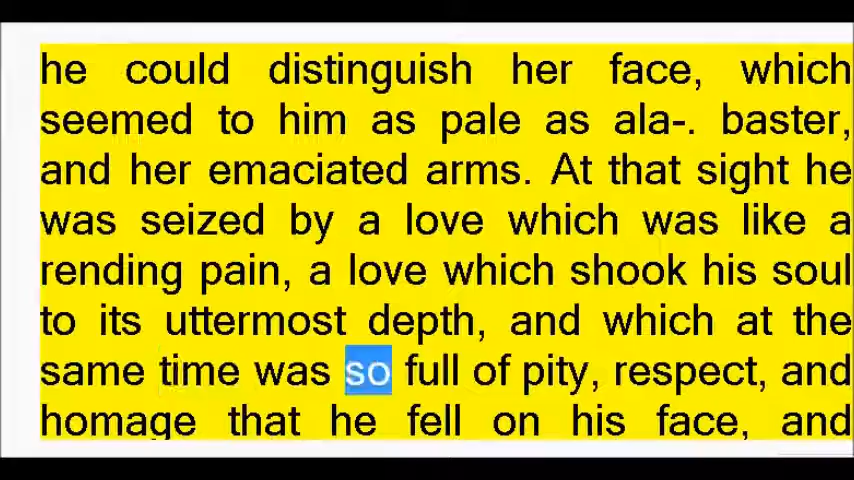 he could distinguish her face, which
seemed to him as pale as ala-. baster,
and her emaciated arms. At that sight he
was seized by a love which was like a
rending pain, a love which shook his soul
to its uttermost depth, and which at the
same time was so full of pity, respect, and
homage that he fell on his face, and